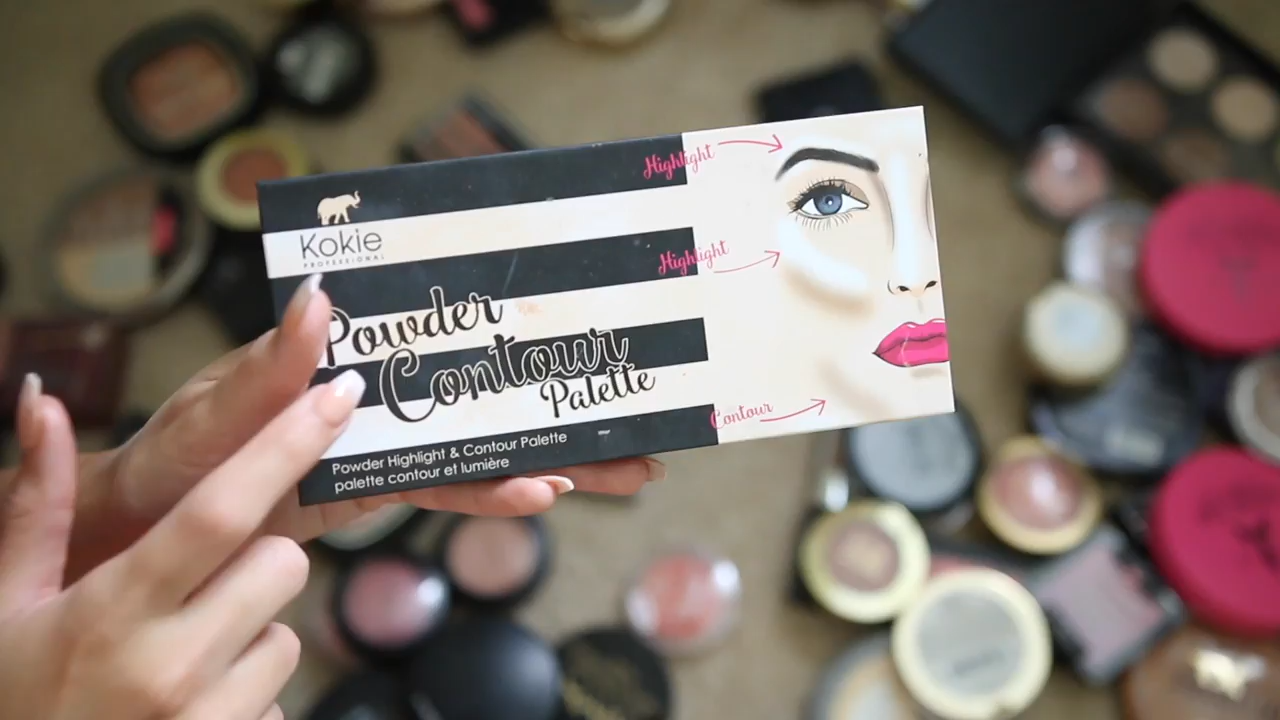 Kokie
PROFESSIONAL
Powder
Contour
Palette
Powder Highlight & Contour Palette
palette contour et lumière
Highlight
Highlight
Contour